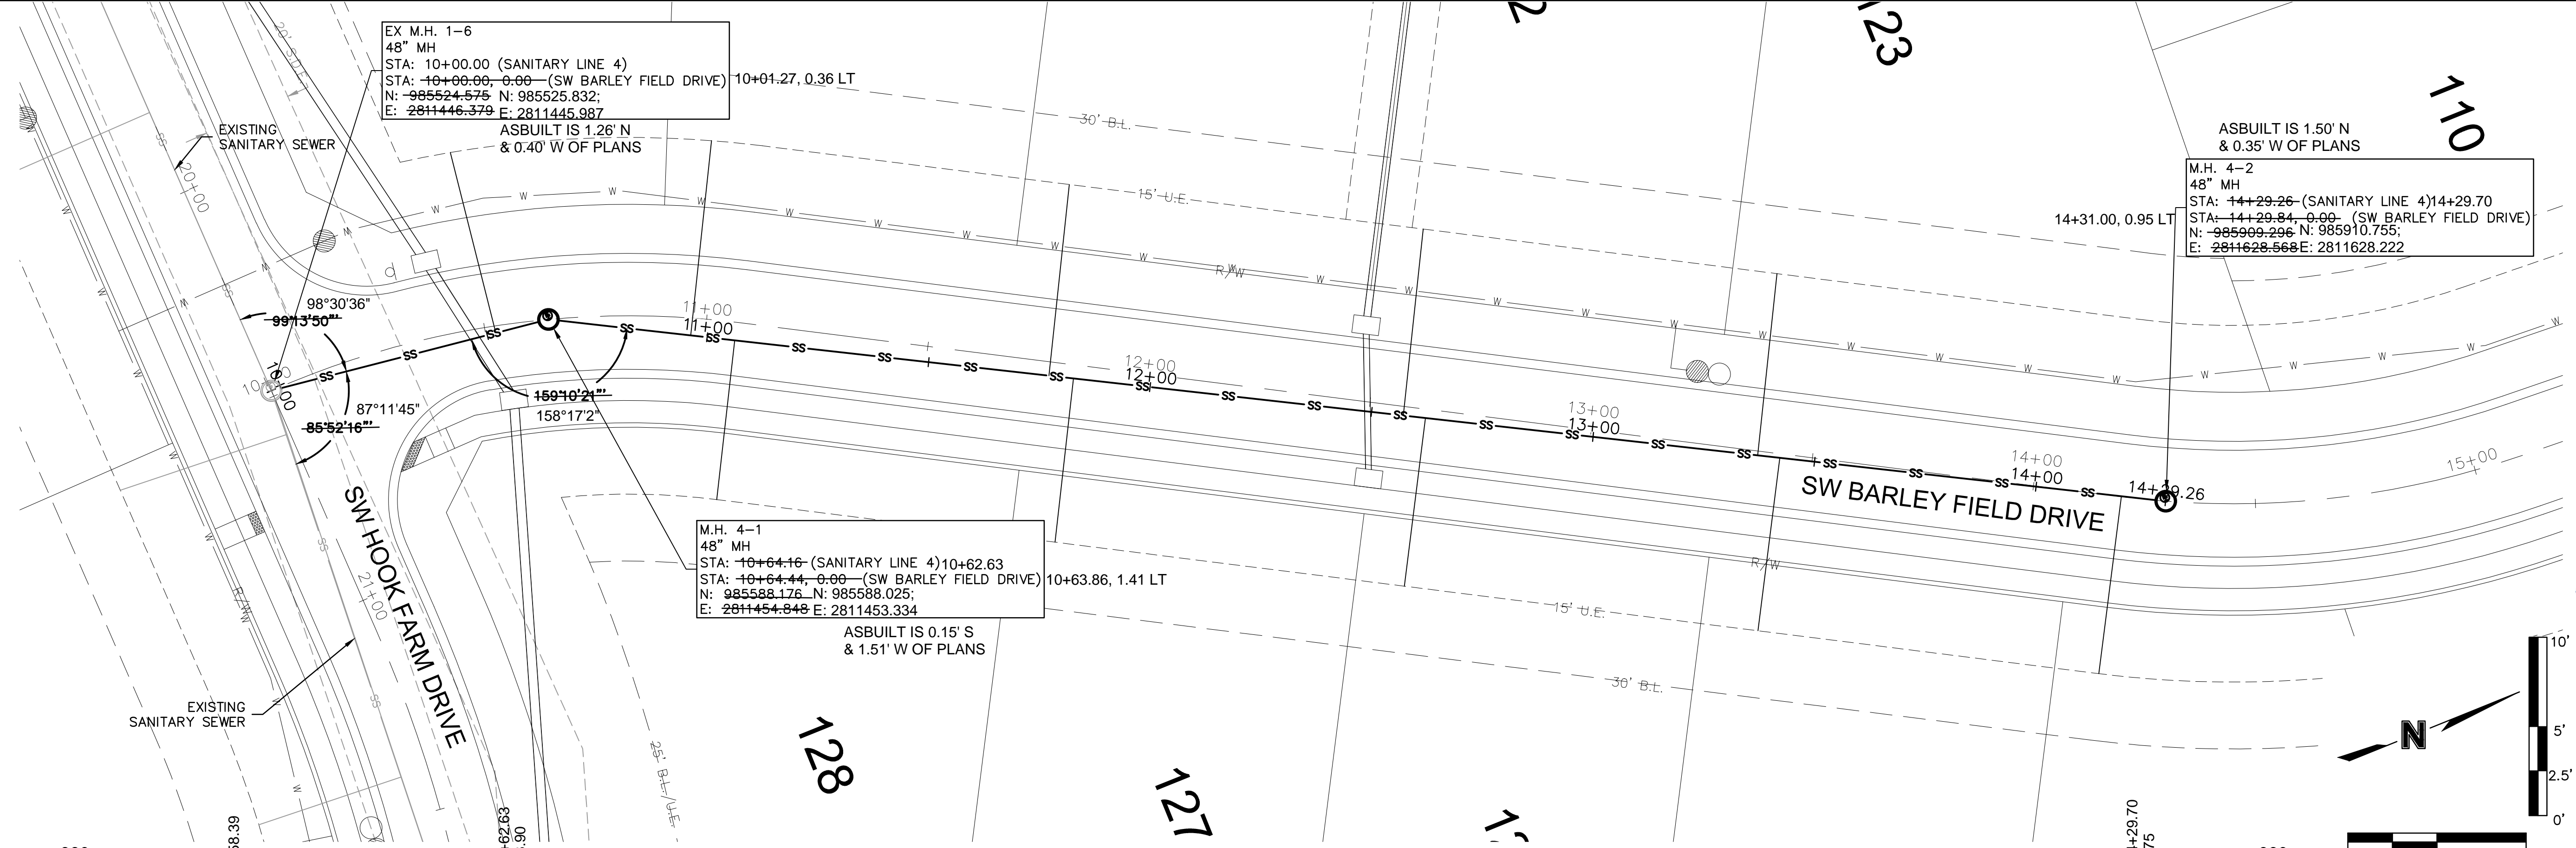 EX M.H. 1-6
48" MH
STA: 10+00.00 (SANITARY LINE 4)
STA: 10+00.00, 0.00 (SW BARLEY FIELD DRIVE) 10+01.27, 0.36 LT
N: 985524.575 N: 985525.832;
E: 2811446.379 E: 2811445.987
ASBUILT IS 1.26' N
& 0.40' W OF PLANS
20' S.D.E.
EXISTING
SANITARY SEWER
20+00
30' B.L.
15' U.E.
R/W
123
110
ASBUILT IS 1.50' N
& 0.35' W OF PLANS
M.H. 4-2
48" MH
STA: 14+29.26 (SANITARY LINE 4)14+29.70
STA: 14+29.84, 0.00 (SW BARLEY FIELD DRIVE)
14+31.00, 0.95 LT
N: 985909.296 N: 985910.755;
E: 2811628.568 E: 2811628.222
98°30'36"
99°13'50"'
87°11'45"
85°52'16"'
159°10'21"'
158°17'2"
10+00
11+00
11+00
12+00
12+00
13+00
13+00
14+00
14+00
14+29.26
15+00
SW BARLEY FIELD DRIVE
SW HOOK FARM DRIVE
21+00
R/W
M.H. 4-1
48" MH
STA: 10+64.16 (SANITARY LINE 4)10+62.63
STA: 10+64.44, 0.00 (SW BARLEY FIELD DRIVE) 10+63.86, 1.41 LT
N: 985588.176 N: 985588.025;
E: 2811454.848 E: 2811453.334
ASBUILT IS 0.15' S
& 1.51' W OF PLANS
R/W
15' U.E.
30' B.L.
EXISTING
SANITARY SEWER
25' B.L./U.E.
128
127
N
10'
5'
2.5'
0'